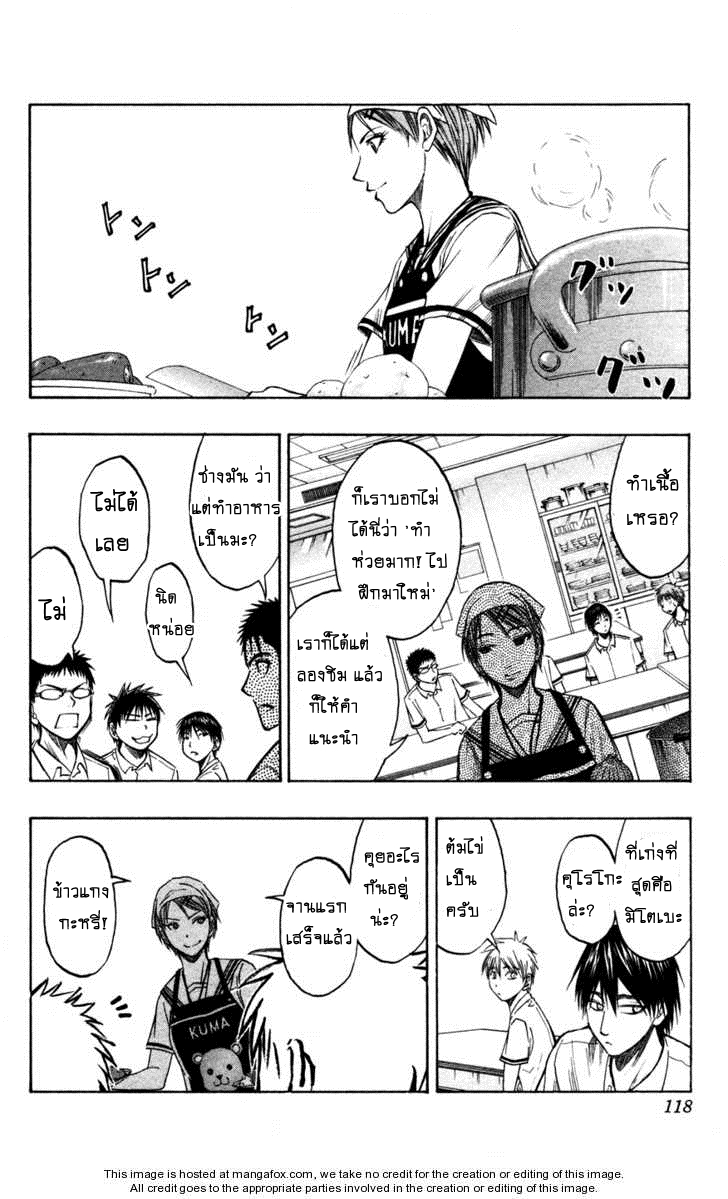 トン
トン
トン
グッ
グッ
KUMA
ทำเนื้อ
เหรอ?
ก็เราบอกไม่
ได้นี่ว่า 'ทำ
ห่วยมาก! ไป
ฝึกมาใหม่'
เราก็ได้แต่
ลองชิม แล้ว
ก็ให้คำ
แนะนำ
ช่างมัน ว่า
แต่ทำอาหาร
เป็นมะ?
ไม่ได้
เลย
นิด
หน่อย
ไม่
ที่เก่งที่
สุดคือ
มิโตเบะ
คุโรโกะ
ล่ะ?
ต้มไข่
เป็น
ครับ
คุยอะไร
กันอยู่
น่ะ?
จานแรก
เสร็จแล้ว
ข้าวแกง
กะหรี่!
KUMA
118
This image is hosted at mangafox.com, we take no credit for the creation or editing of this image.
All credit goes to the appropriate parties involved in the creation or editing of this image.